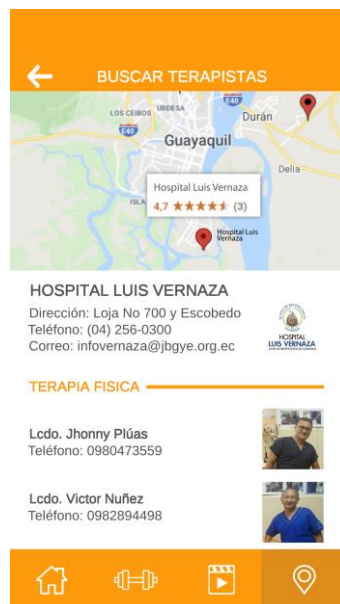 BUSCAR TERAPISTAS
LOS CEIBOS
URDESA
E40
Durán
E40
Guayaquil
Delia
Hospital Luis Vernaza
4,7 ★★★★★ (3)
ISLA
Hospital Luis
Vernaza
HOSPITAL LUIS VERNAZA
Dirección: Loja No 700 y Escobedo
Teléfono: (04) 256-0300
Correo: infovernaza@jbgye.org.ec
HOSPITAL
LUIS VERNAZA
TERAPIA FISICA
Lcdo. Jhonny Plúas
Teléfono: 0980473559
Lcdo. Victor Nuñez
Teléfono: 0982894498